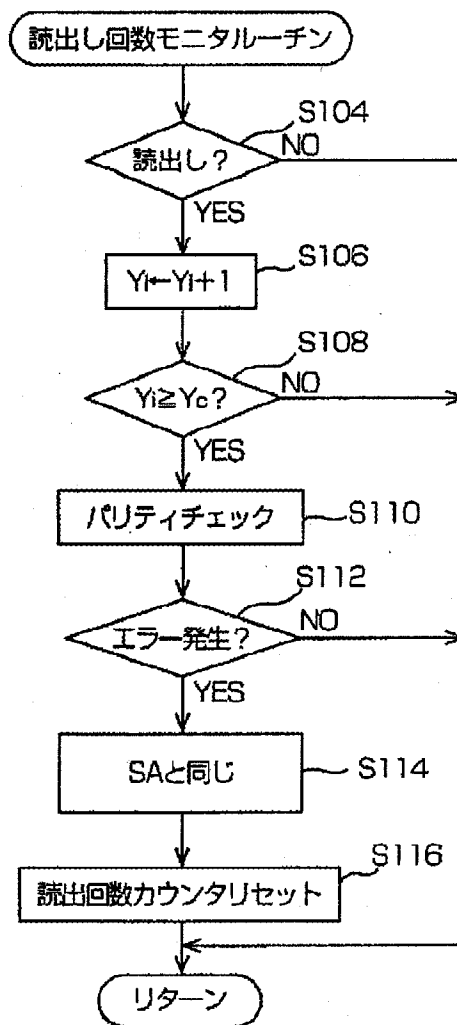 読出し回数モニタルーチン
S104
読出し?
NO
YES
S106
Yi←Yi+1
S108
Yi≧Yc?
NO
YES
パリティチェック
S110
S112
エラー発生?
NO
YES
SAと同じ
S114
S116
読出回数カウンタリセット
リターン